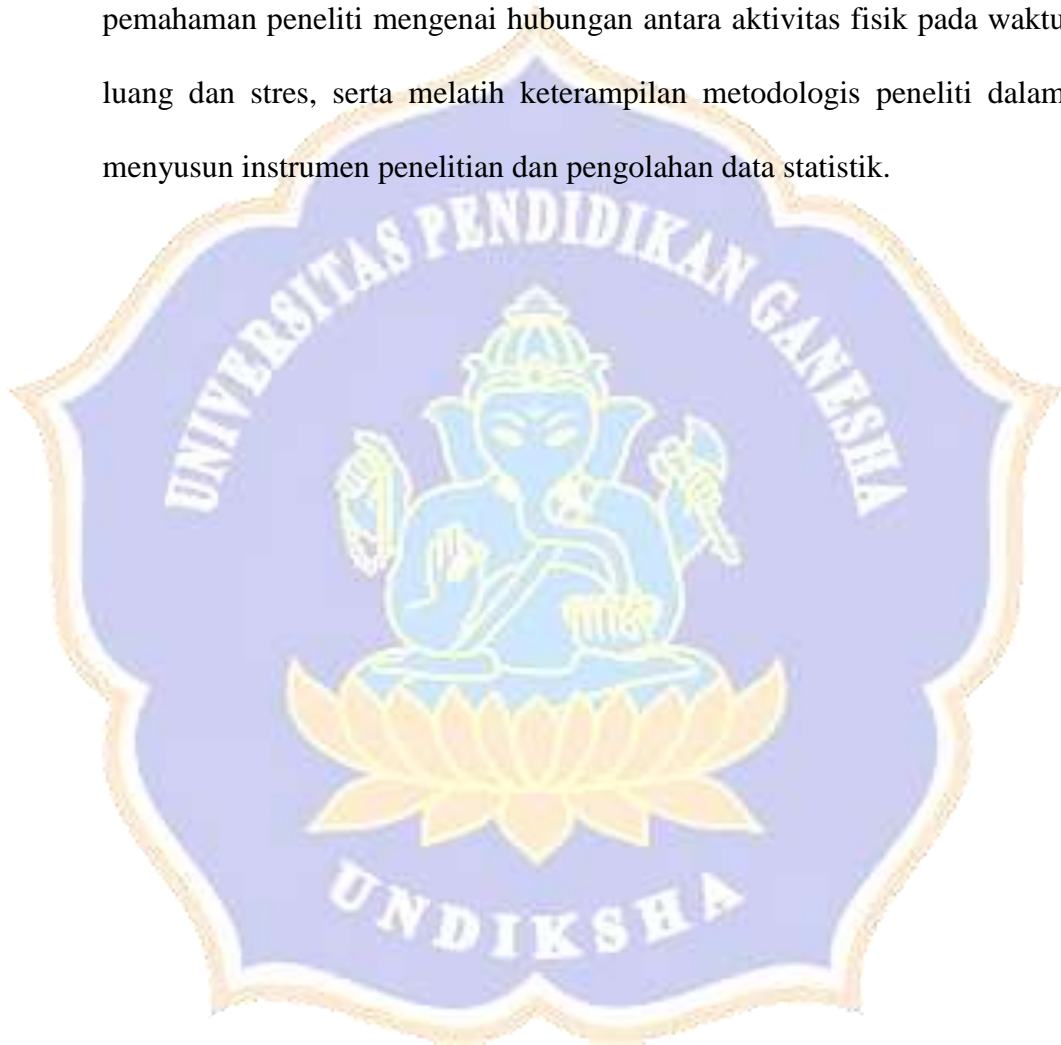 pemahaman peneliti mengenai hubungan antara aktivitas fisik pada waktu
luang dan stres, serta melatih keterampilan metodologis peneliti dalam
menyusun instrumen penelitian dan pengolahan data statistik.
UNIVERSITAS PENDIDIKAN GANESHA
UNDIKSHA